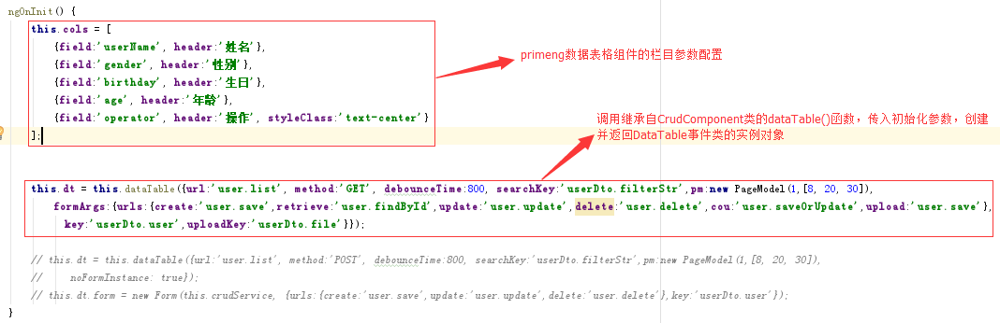 ngOnInit() {
this.cols = [
{field:'userName', header:'姓名'},
{field:'gender', header:'性别'},
{field:'birthday', header:'生日'},
{field:'age', header:'年龄'},
{field:'operator', header:'操作', styleClass:'text-center'}
];
primeng数据表格组件的栏目参数配置
调用继承自CrudComponent类的dataTable()函数，传入初始化参数，创建
并返回DataTable事件类的实例对象
this.dt = this.dataTable({url:'user.list', method:'GET', debounceTime:800, searchKey:'userDto.filterStr',pm:new PageModel(1,[8, 20, 30]),
formArgs:{urls:{create:'user.save',retrieve:'user.findById',update:'user.update',delete:'user.delete',cou:'user.saveOrUpdate',upload:'user.save'},
key:'userDto.user',uploadKey:'userDto.file'}});
// this.dt = this.dataTable({url:'user.list', method:'POST', debounceTime:800, searchKey:'userDto.filterStr',pm:new PageModel(1,[8, 20, 30]),
// noFormInstance: true});
// this.dt.form = new Form(this.crudService, {urls:{create:'user.save',update:'user.update',delete:'user.delete'},key:'userDto.user'});
}